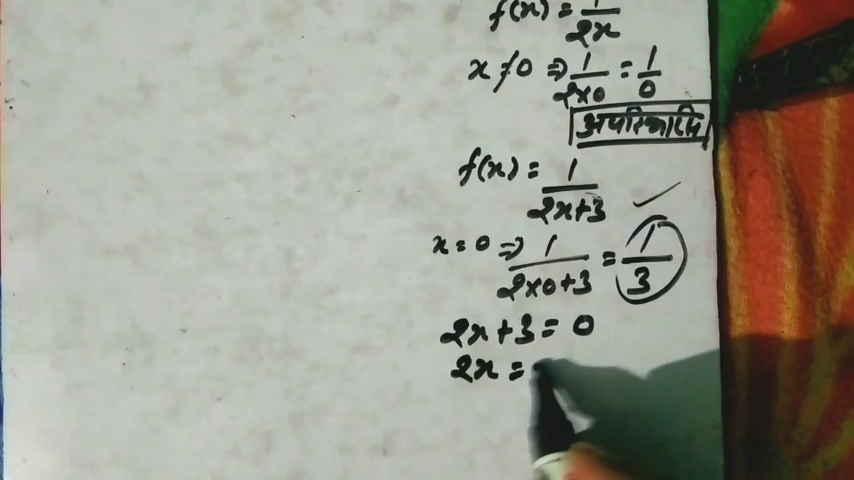 f(x) = 1/2x
x≠0 ⇒ 1/2×0 = 1/0
f(x) = 1/2x+3 ✓
x=0 ⇒ 1/2×0+3 = 1/3
2x+3=0
2x=